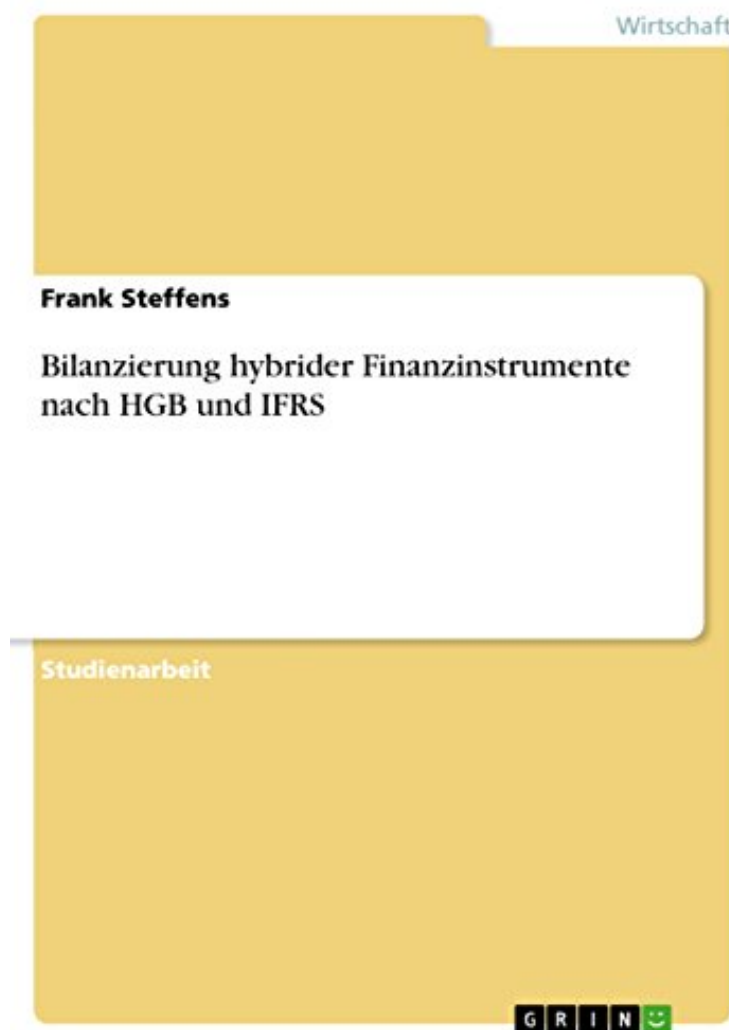 Wirtschaft
Frank Steffens
Bilanzierung hybrider Finanzinstrumente
nach HGB und IFRS
Studienarbeit
GRIN